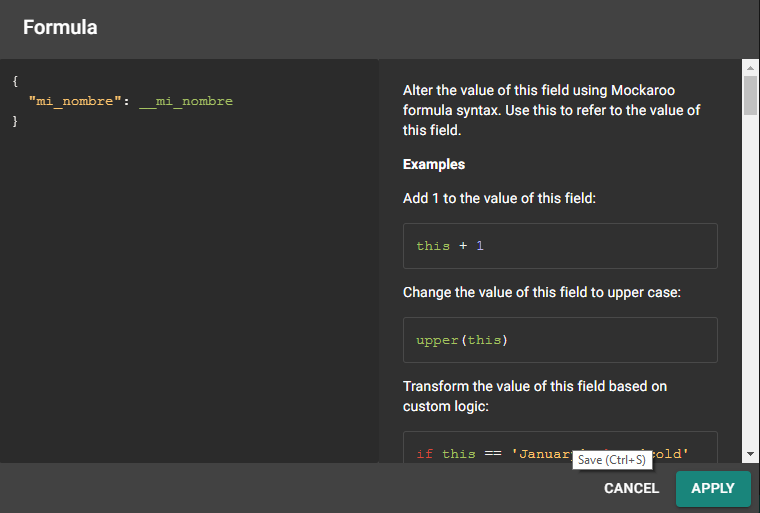 Formula
{
"mi_nombre": __mi_nombre
}
Alter the value of this field using Mockaroo
formula syntax. Use this to refer to the value of
this field.
Examples
Add 1 to the value of this field:
this + 1
Change the value of this field to upper case:
upper(this)
Transform the value of this field based on
custom logic:
if this == 'Januar cold'
Save (Ctrl+S)
CANCEL
APPLY